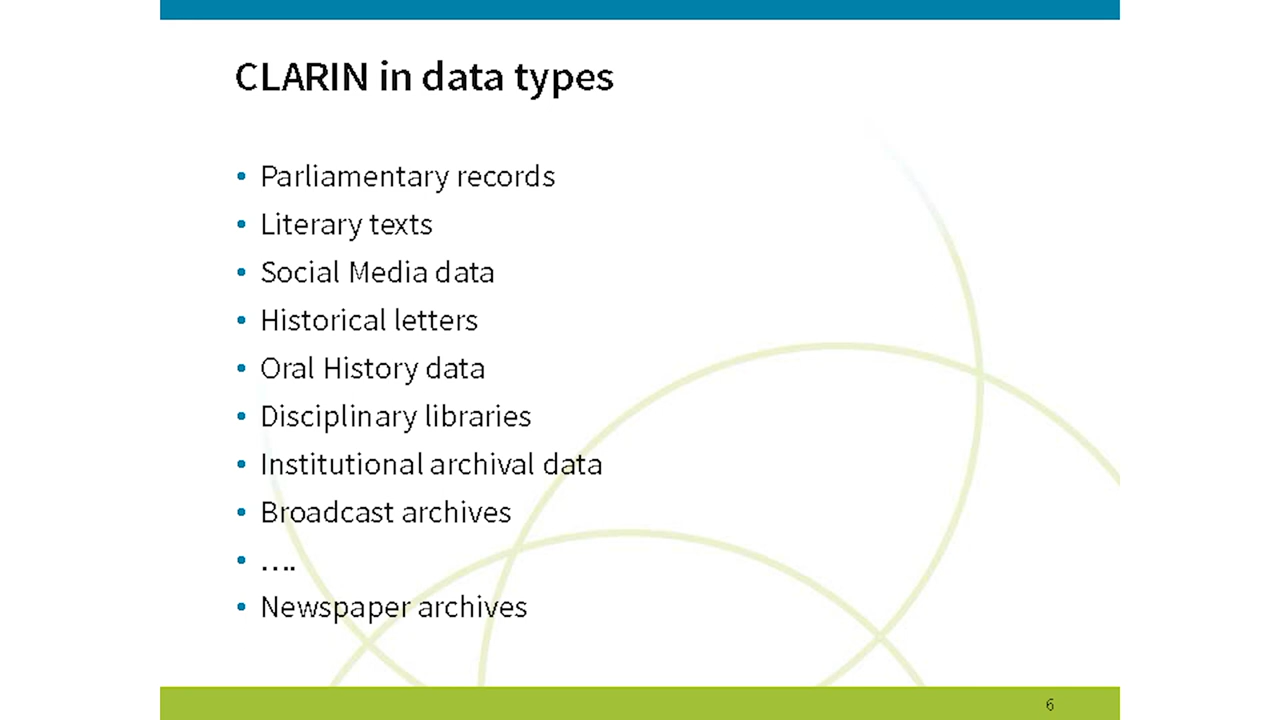 CLARIN in data types
• Parliamentary records
• Literary texts
• Social Media data
• Historical letters
• Oral History data
• Disciplinary libraries
• Institutional archival data
• Broadcast archives
• ....
• Newspaper archives
6